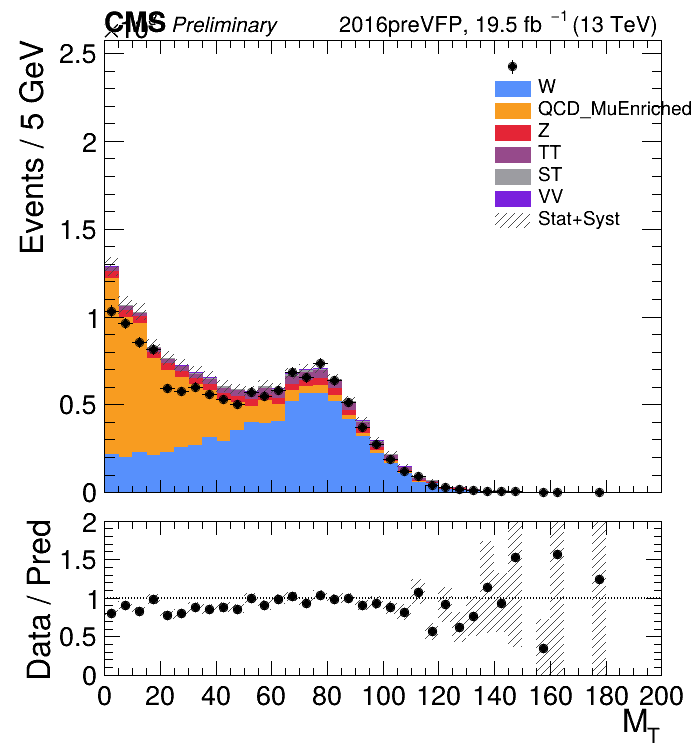 CMS Preliminary 2016preVFP, 19.5 fb⁻¹ (13 TeV)
Events / 5 GeV
2.5
2
1.5
1
0.5
0
W
QCD_MuEnriched
Z
TT
ST
VV
Stat+Syst
Data / Pred
2
1.5
1
0.5
0
0 20 40 60 80 100 120 140 160 180 200
M_T